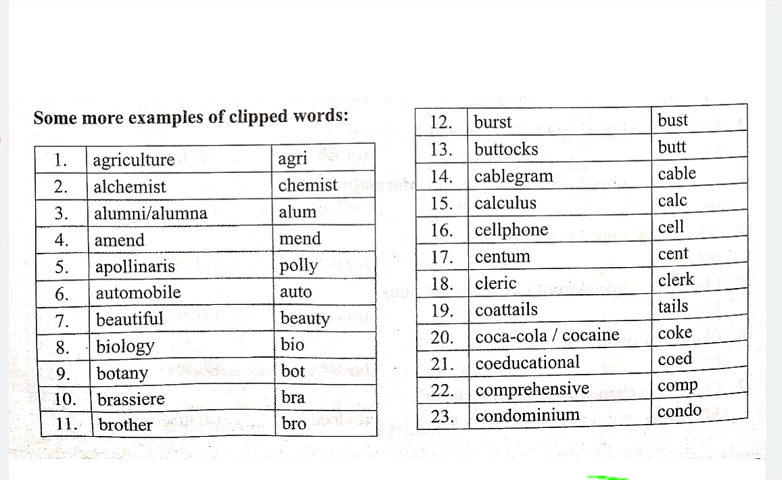 Some more examples of clipped words:
1. agriculture agri
2. alchemist chemist
3. alumni/alumna alum
4. amend mend
5. apollinaris polly
6. automobile auto
7. beautiful beauty
8. biology bio
9. botany bot
10. brassiere bra
11. brother bro
12. burst bust
13. buttocks butt
14. cablegram cable
15. calculus calc
16. cellphone cell
17. centum cent
18. cleric clerk
19. coattails tails
20. coca-cola / cocaine coke
21. coeducational coed
22. comprehensive comp
23. condominium condo